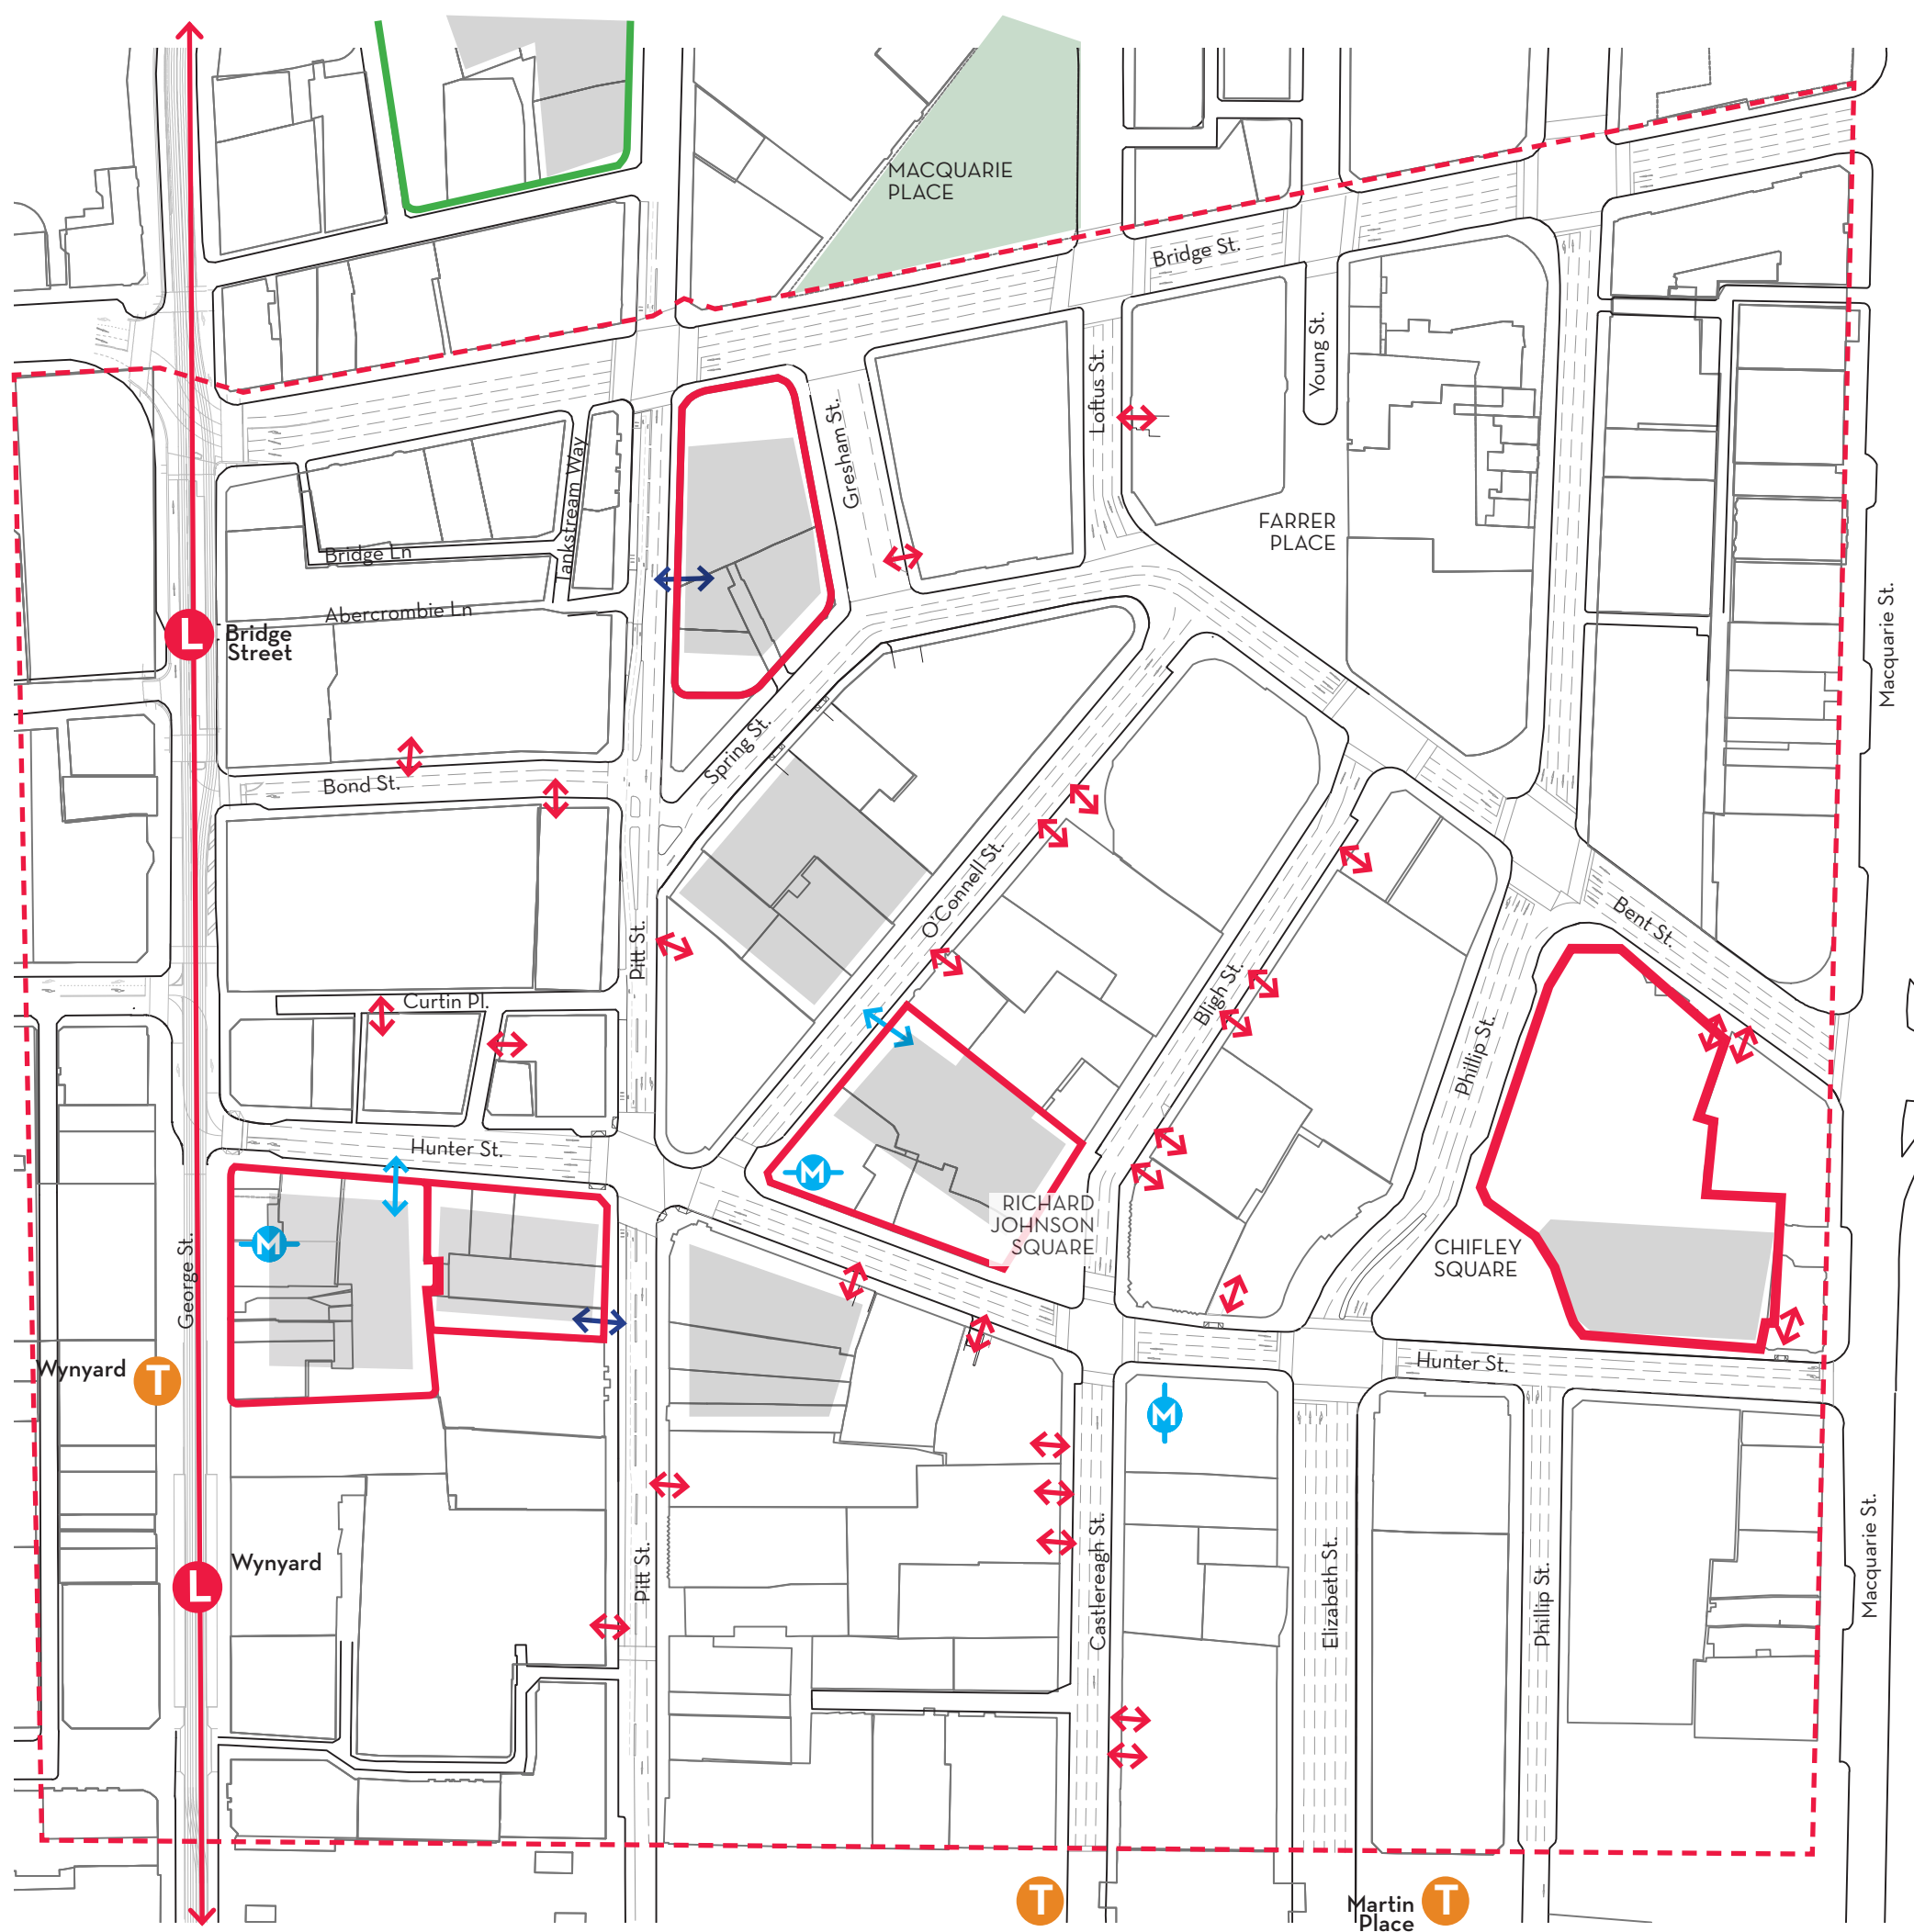 MACQUARIE
PLACE
Bridge St.
Young St.
Loftus St.
Gresham St.
Tankstream Way
FARRER
PLACE
Bridge Ln
Abercrombie Ln
L
Bridge
Street
Macquarie St.
Spring St.
Bond St.
O'Connell St.
Pitt St.
Bent St.
Bligh St.
Curtin Pl.
Phillip St.
Hunter St.
M
RICHARD
JOHNSON
SQUARE
M
George St.
CHIFLEY
SQUARE
Wynyard
T
Hunter St.
M
Wynyard
L
Pitt St.
Castlereagh St.
Elizabeth St.
Phillip St.
Macquarie St.
T
Martin
Place
T